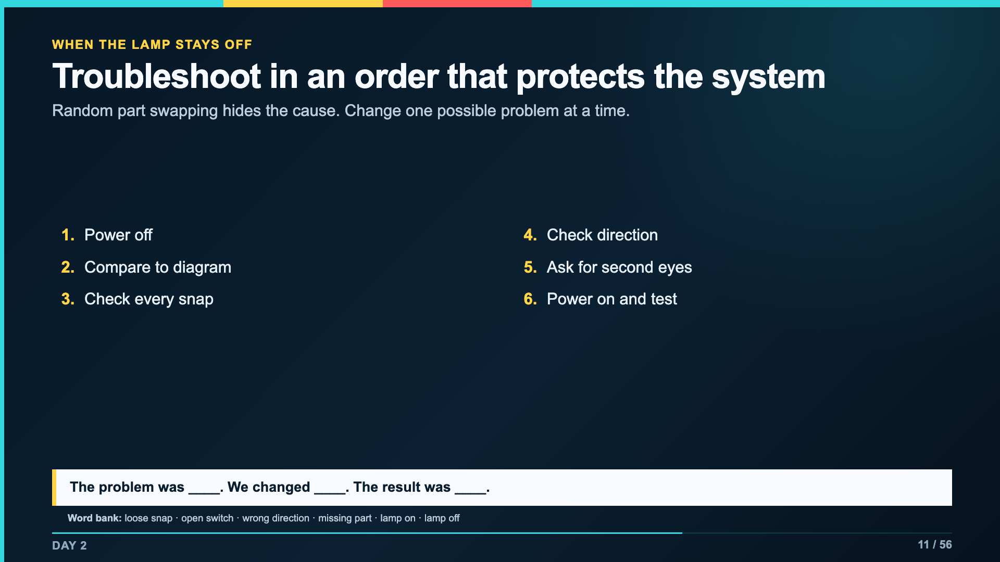 WHEN THE LAMP STAYS OFF
Troubleshoot in an order that protects the system
Random part swapping hides the cause. Change one possible problem at a time.
1. Power off
2. Compare to diagram
3. Check every snap
4. Check direction
5. Ask for second eyes
6. Power on and test
The problem was ____. We changed ____. The result was ____.
Word bank: loose snap · open switch · wrong direction · missing part · lamp on · lamp off
DAY 2
11 / 56